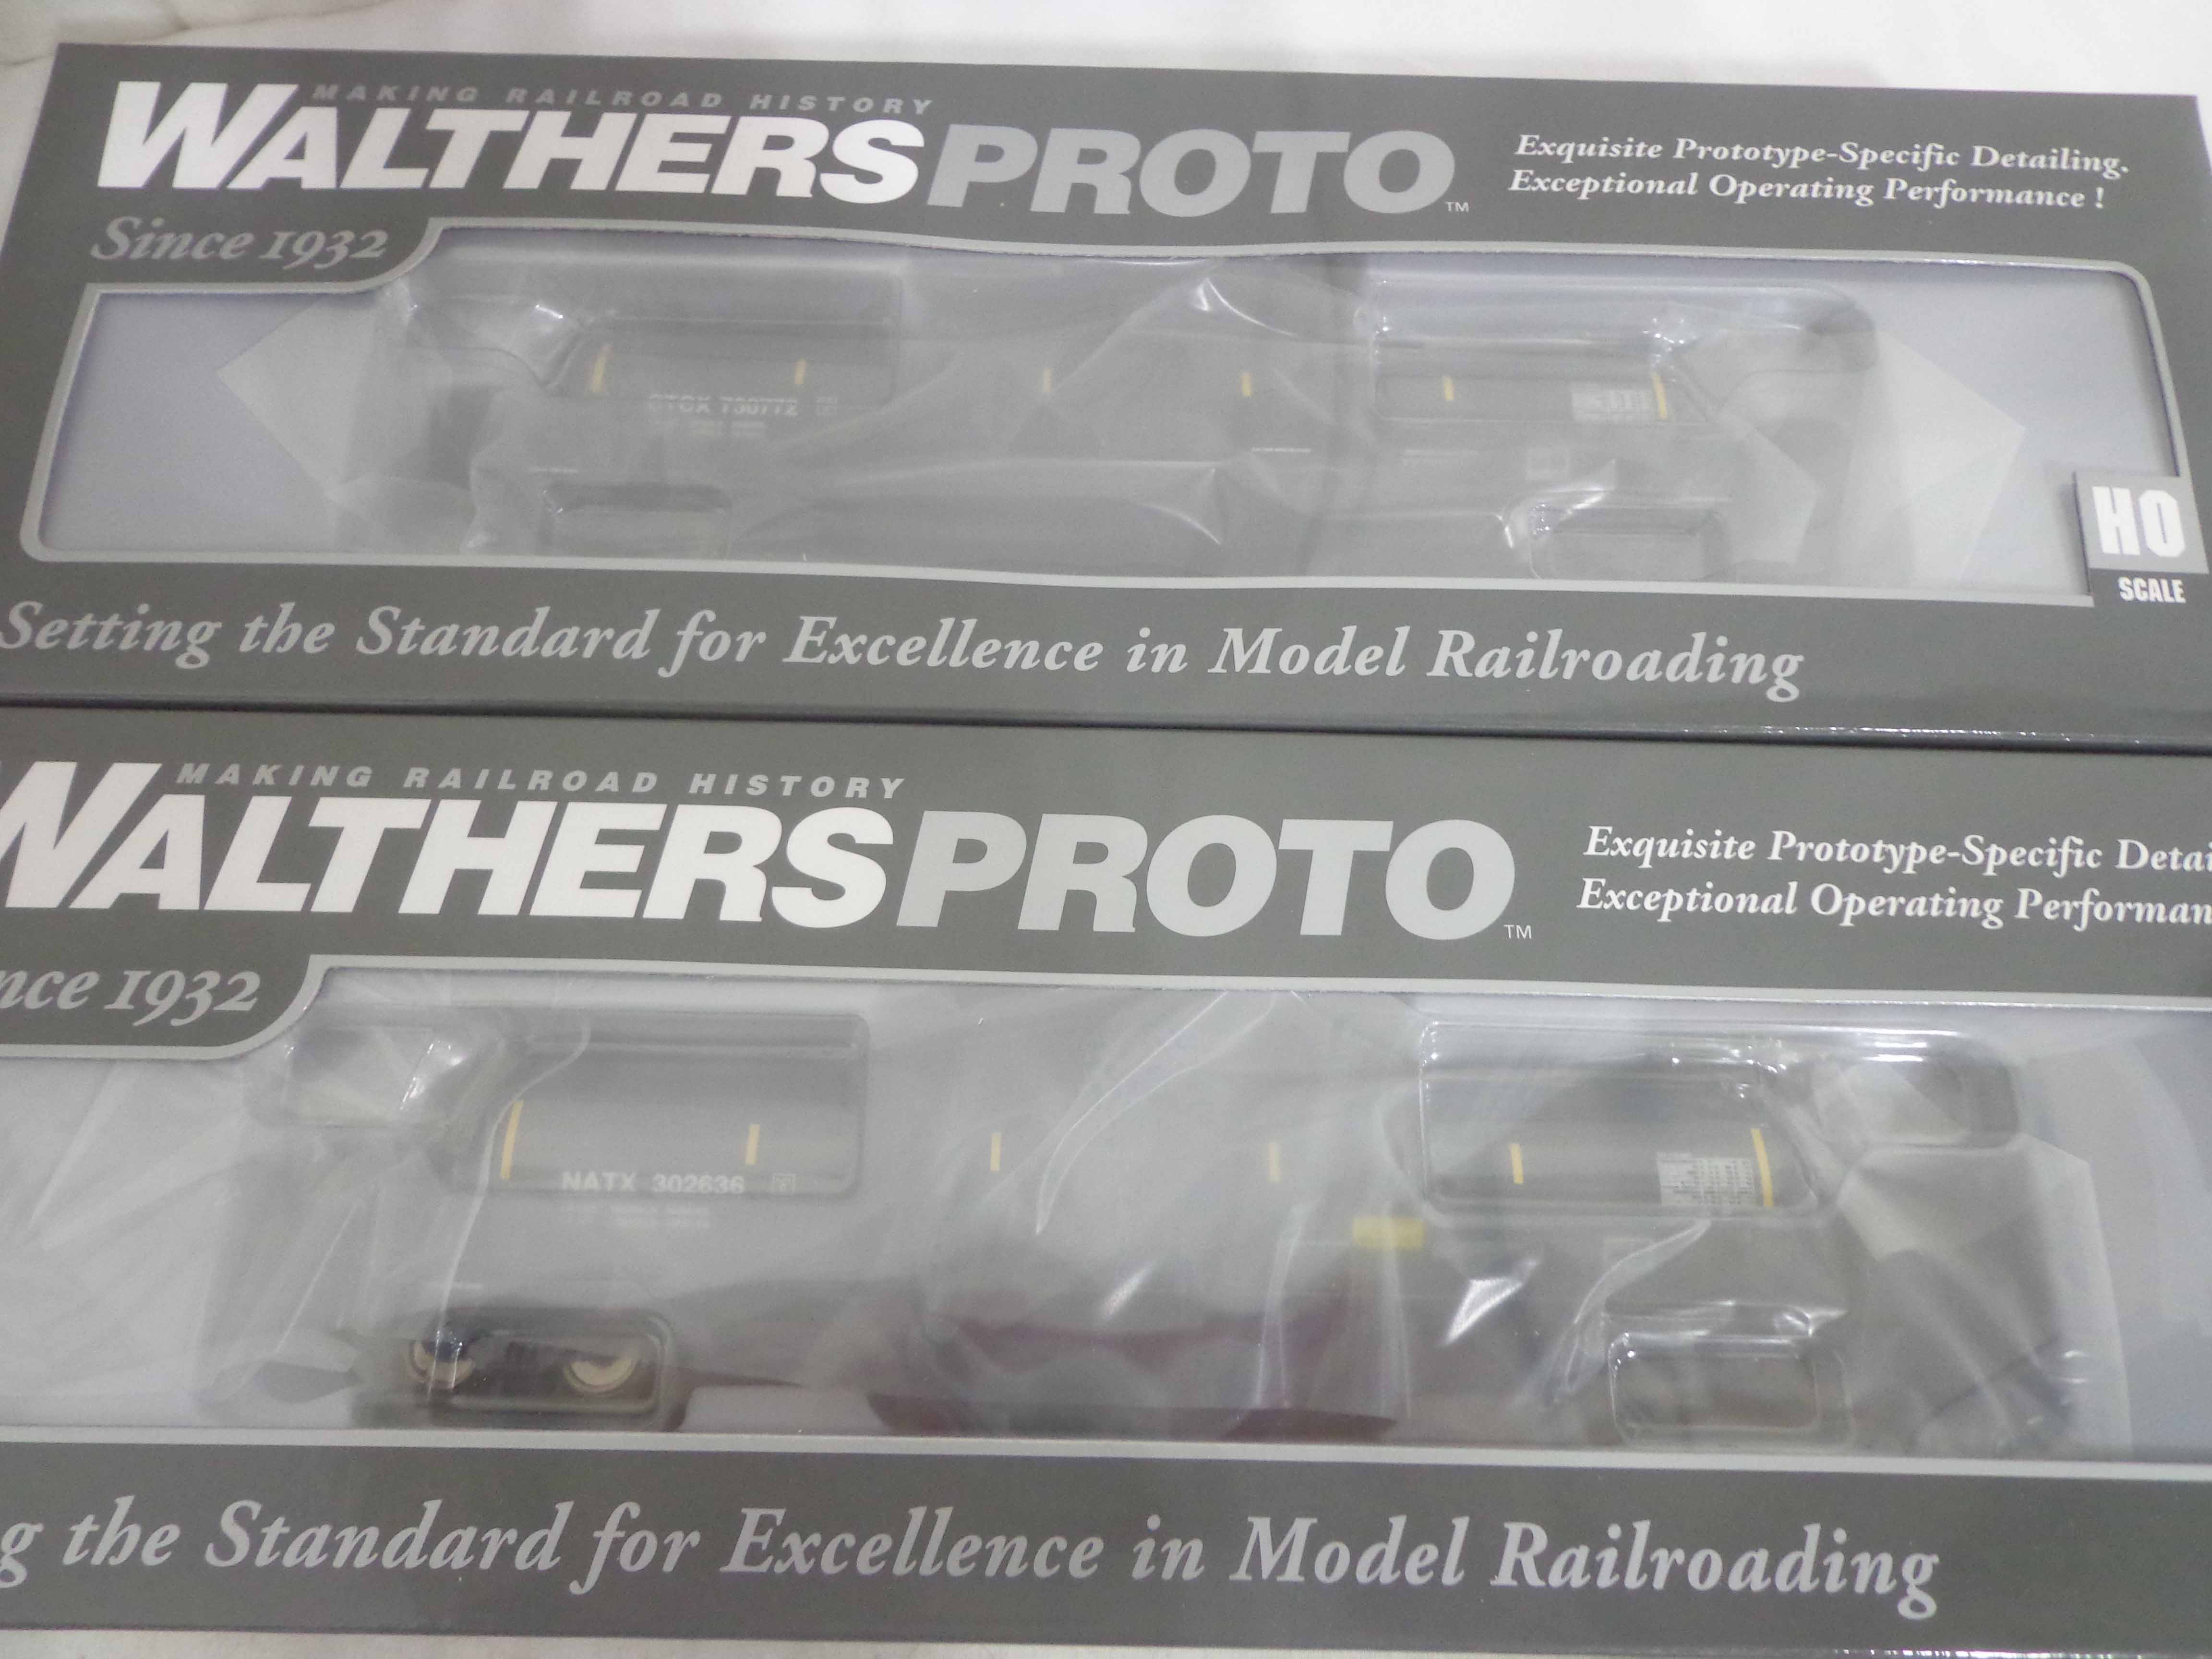 MAKING RAILROAD HISTORY
WALTHERSPROTO™
Exquisite Prototype-Specific Detailing.
Exceptional Operating Performance !
Since 1932
HO
SCALE
Setting the Standard for Excellence in Model Railroading
MAKING RAILROAD HISTORY
WALTHERSPROTO™
Exquisite Prototype-Specific Detai
Exceptional Operating Performan
nce 1932
NATX 302636
g the Standard for Excellence in Model Railroading